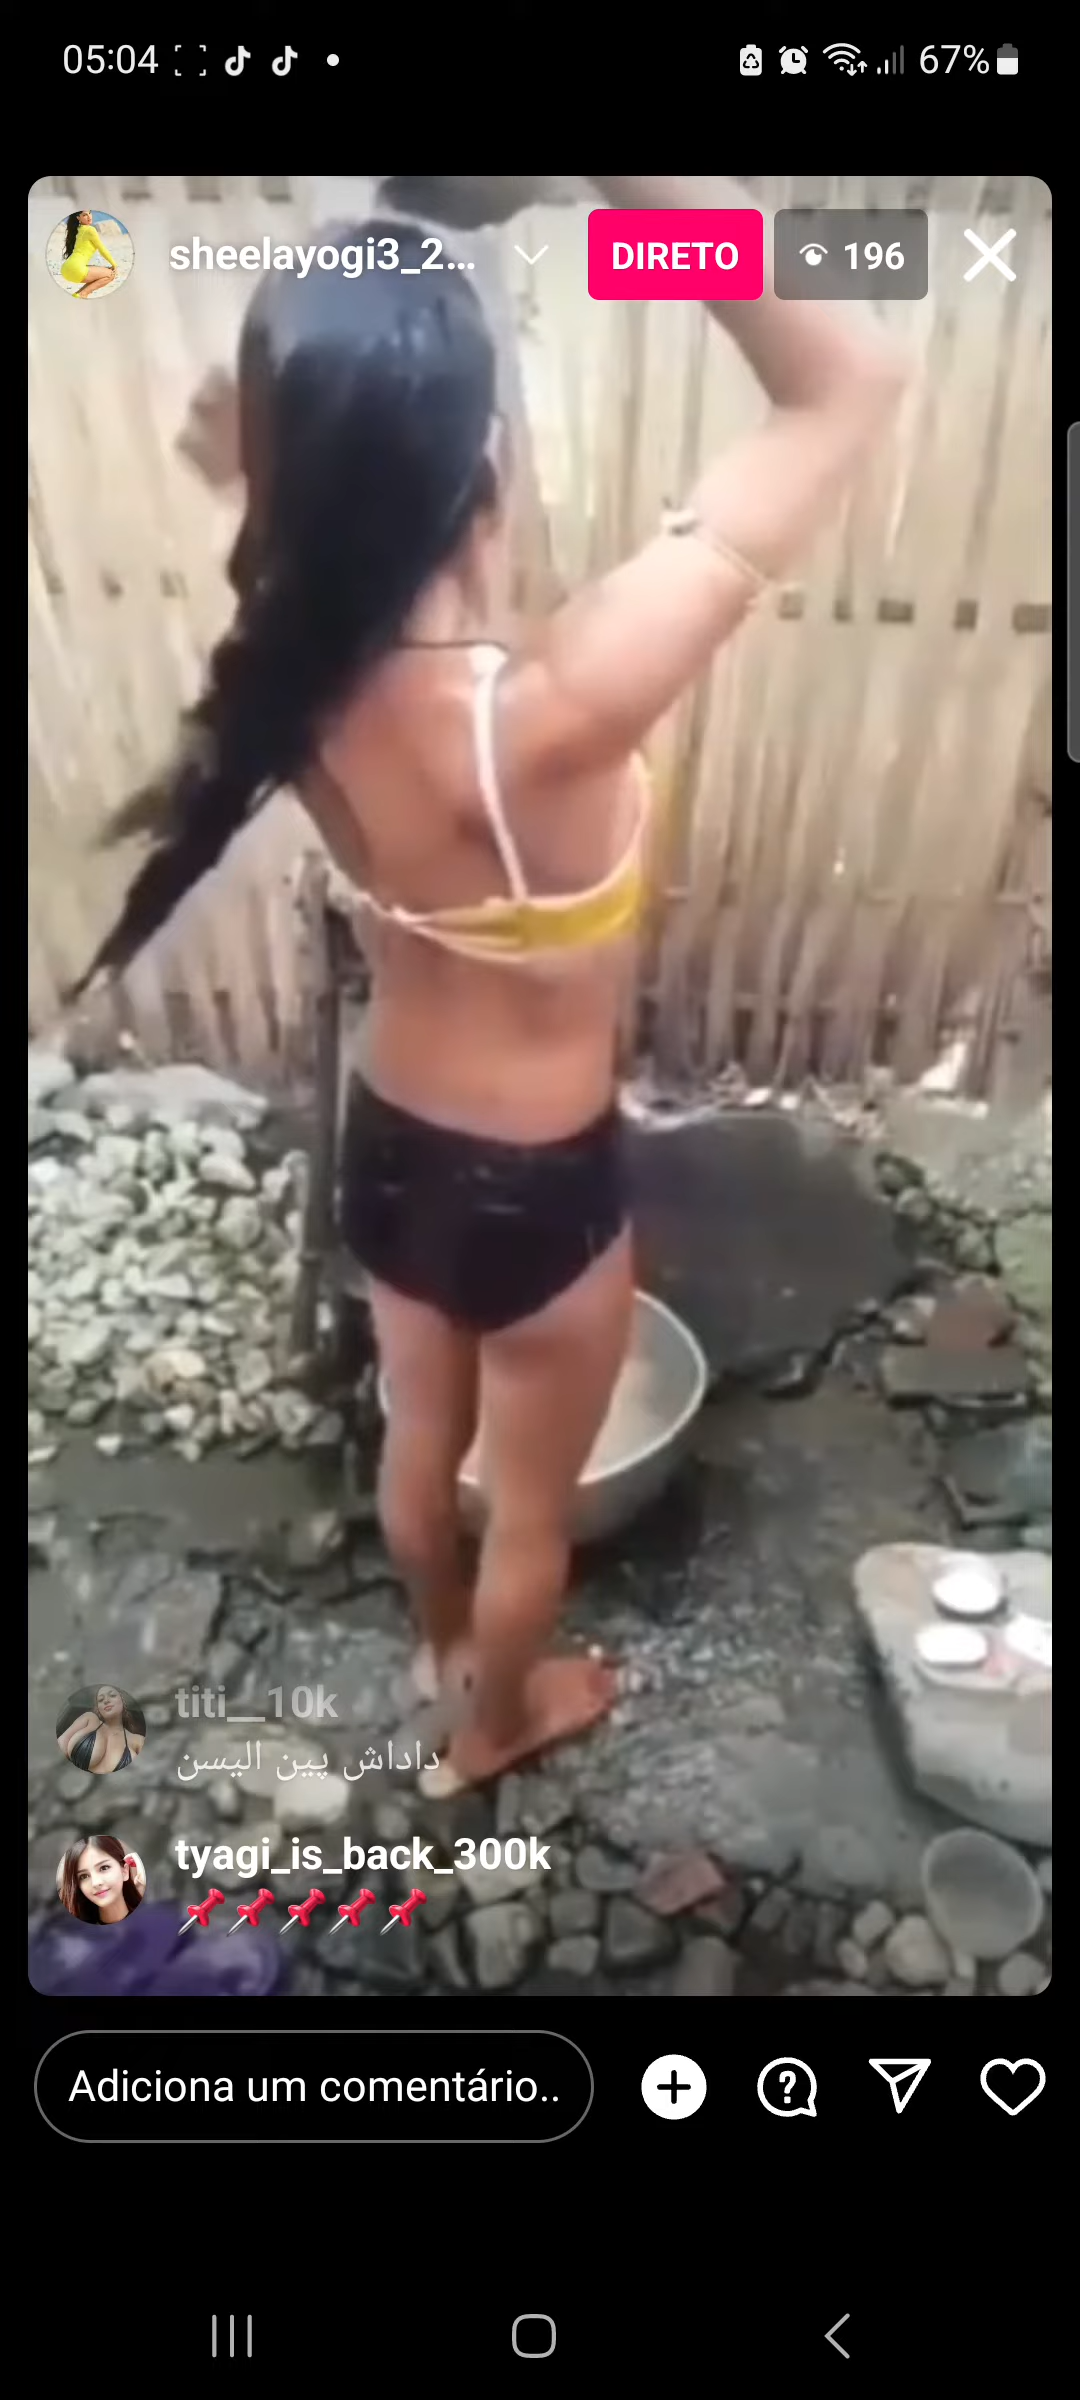 05:04
67%
sheelayogi3_2...
DIRETO
196
titi__10k
داداش پین الیسن
tyagi_is_back_300k
📌📌📌📌📌
Adiciona um comentário..